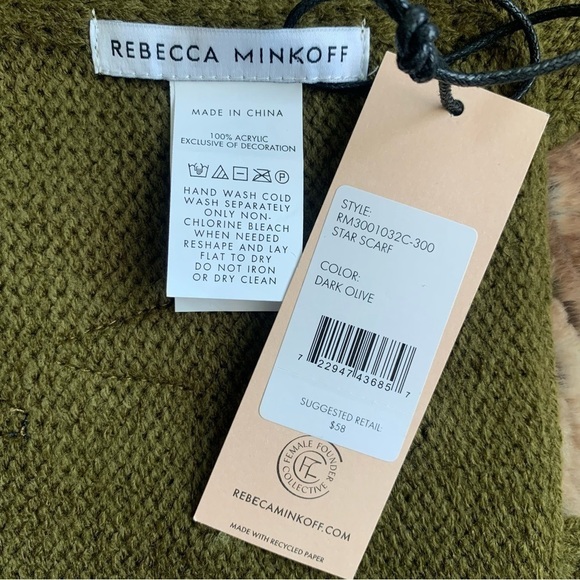 REBECCA MINKOFF
MADE IN CHINA
100% ACRYLIC
EXCLUSIVE OF DECORATION
P
HAND WASH COLD
WASH SEPARATELY
ONLY NON-
CHLORINE BLEACH
WHEN NEEDED
RESHAPE AND LAY
FLAT TO DRY
DO NOT IRON
OR DRY CLEAN
STYLE:
RM3001032C-300
STAR SCARF
COLOR:
DARK OLIVE
7 22947 43685 7
SUGGESTED RETAIL:
$58
FEMALE FOUNDER
COLLECTIVE
FC
REBECAMINKOFF.COM
MADE WITH RECYCLED PAPER